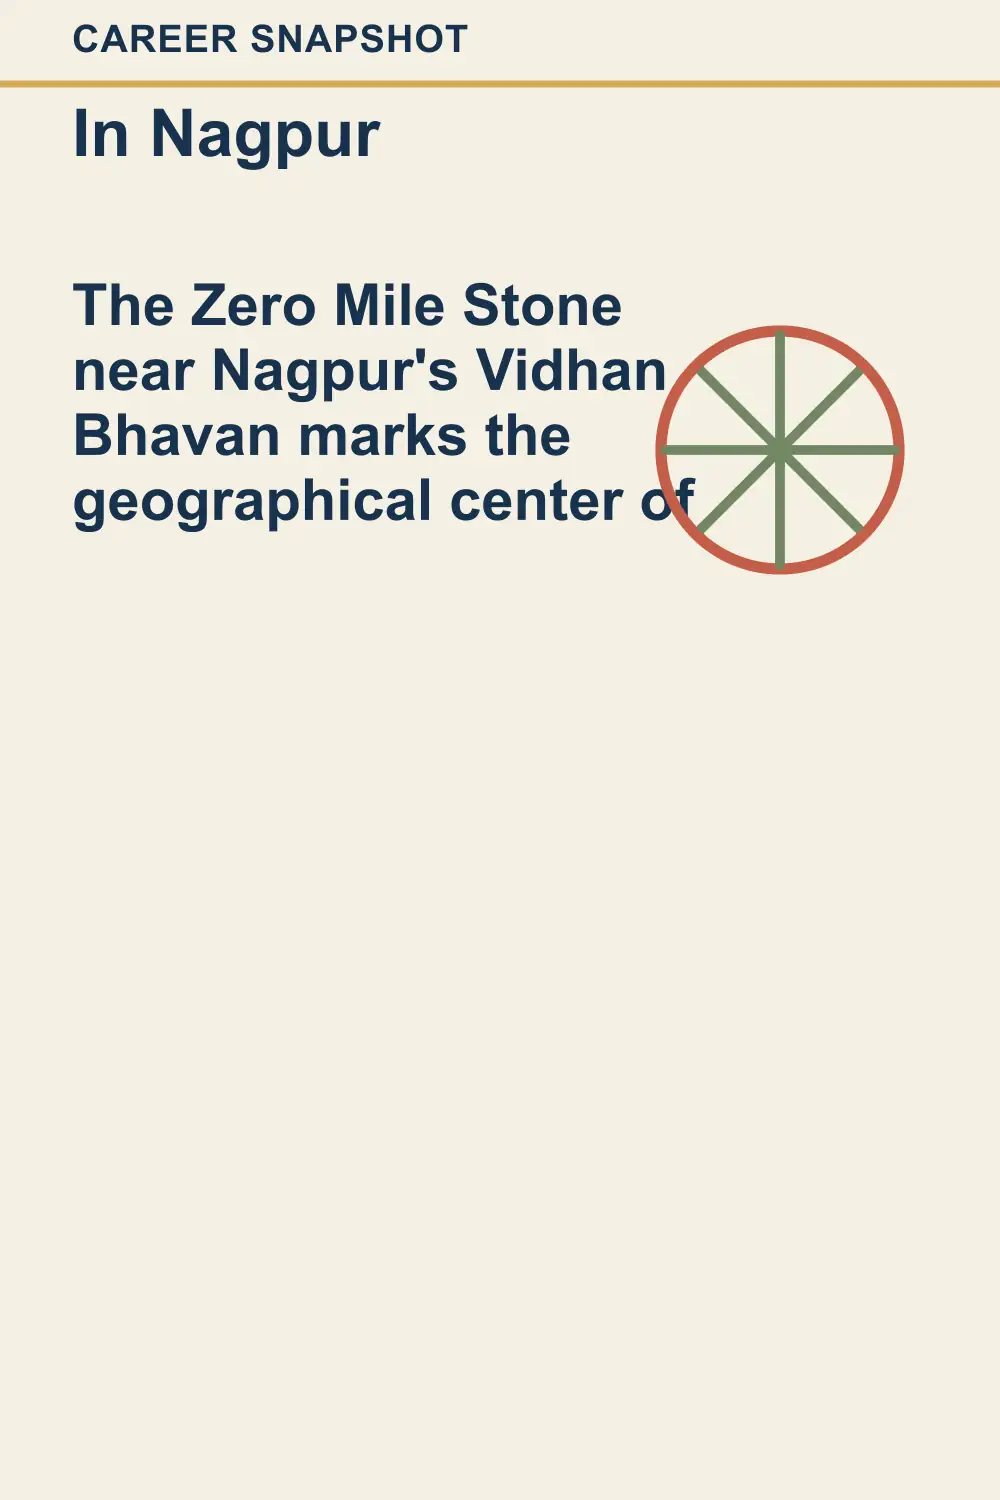 CAREER SNAPSHOT
In Nagpur
The Zero Mile Stone
near Nagpur's Vidhan
Bhavan marks the
geographical center of